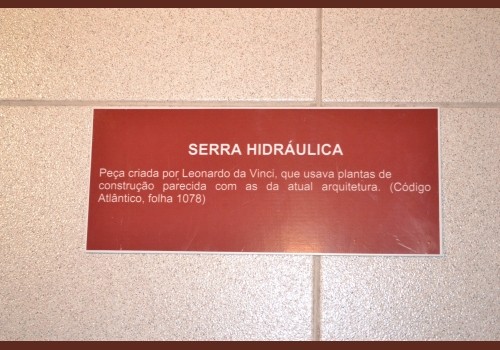 SERRA HIDRÁULICA
Peça criada por Leonardo da Vinci, que usava plantas de
construção parecida com as da atual arquitetura. (Código
Atlântico, folha 1078)